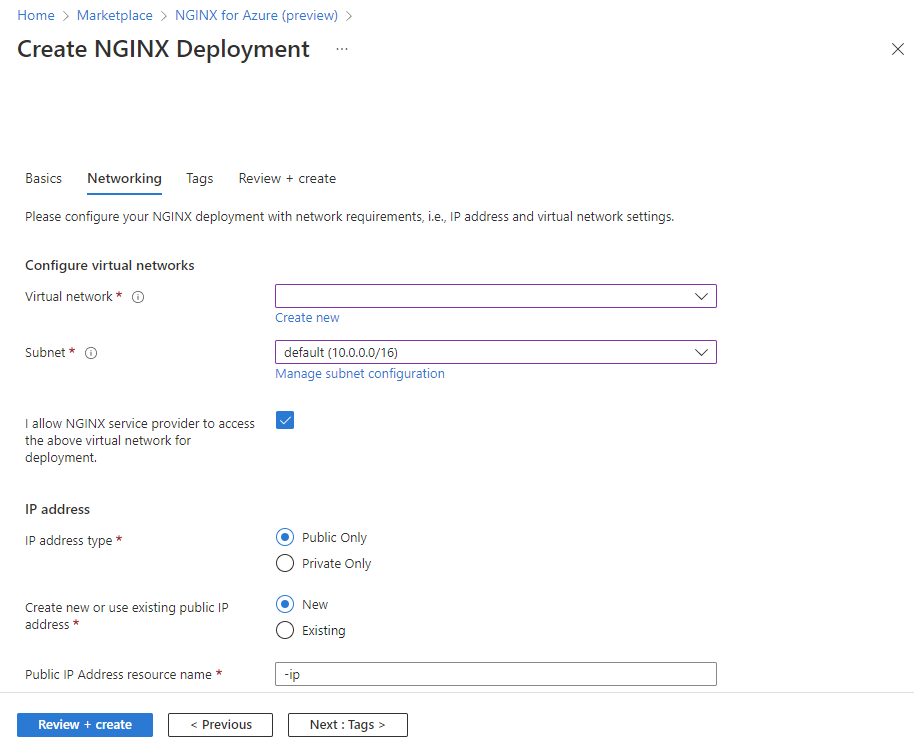 Home > Marketplace > NGINX for Azure (preview) >
Create NGINX Deployment ...
Basics Networking Tags Review + create
Please configure your NGINX deployment with network requirements, i.e., IP address and virtual network settings.
Configure virtual networks
Virtual network *
Create new
Subnet * default (10.0.0.0/16)
Manage subnet configuration
I allow NGINX service provider to access
the above virtual network for
deployment.
IP address
IP address type * Public Only
Private Only
Create new or use existing public IP
address * New
Existing
Public IP Address resource name * -ip
Review + create < Previous Next : Tags >